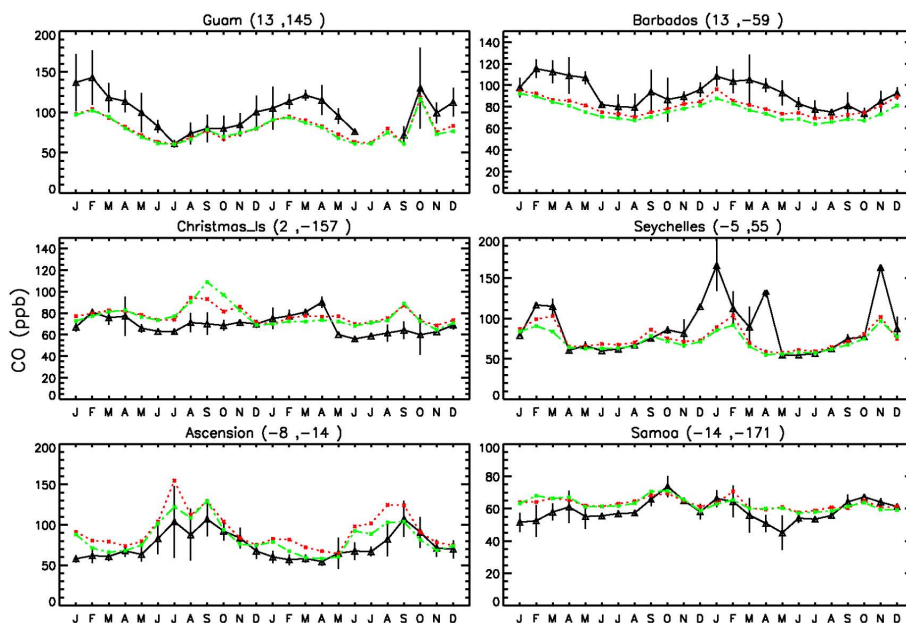 Guam (13 ,145)
200
150
100
50
0
J F M A M J J A S O N D J F M A M J J A S O N D
Barbados (13 ,-59)
140
120
100
80
60
40
20
0
J F M A M J J A S O N D J F M A M J J A S O N D
Christmas_Is (2 ,-157)
140
120
100
80
60
40
20
0
J F M A M J J A S O N D J F M A M J J A S O N D
Seychelles (-5 ,55)
200
150
100
50
0
J F M A M J J A S O N D J F M A M J J A S O N D
CO (ppb)
Ascension (-8 ,-14)
200
150
100
50
0
J F M A M J J A S O N D J F M A M J J A S O N D
Samoa (-14 ,-171)
80
60
40
20
0
J F M A M J J A S O N D J F M A M J J A S O N D